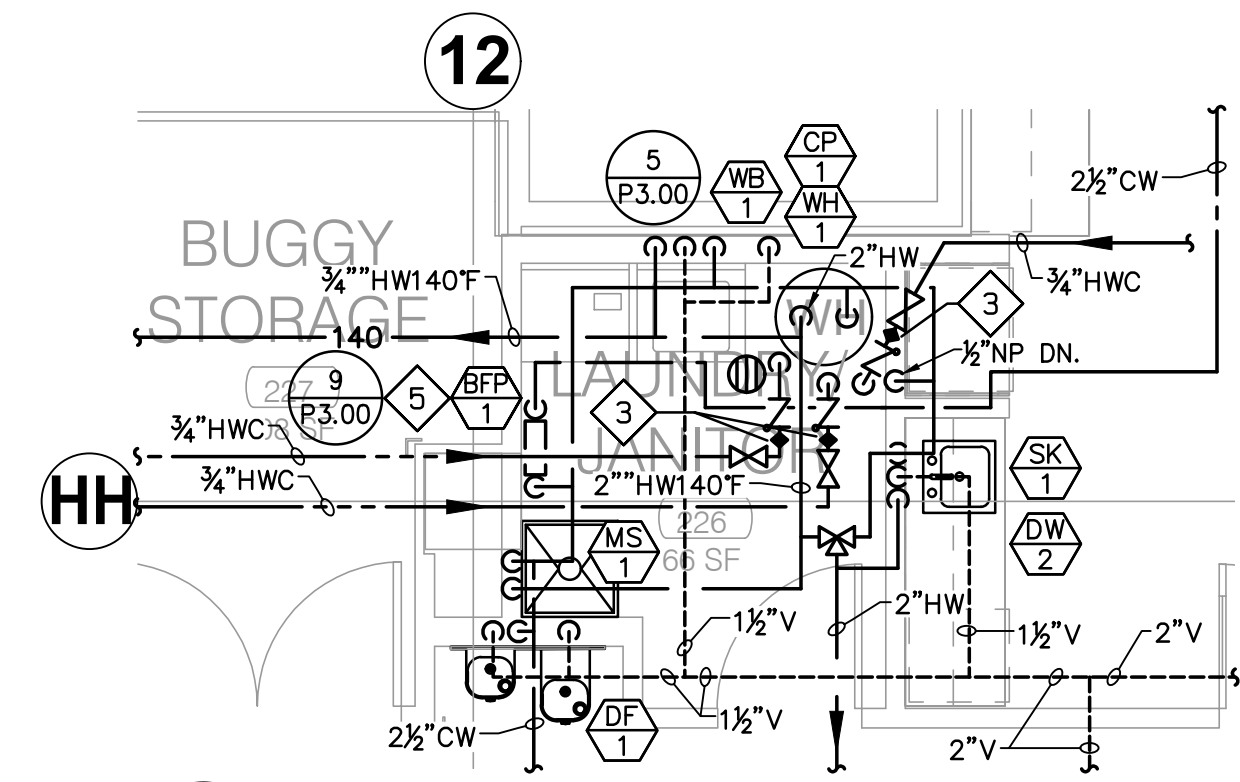 12
5
P3.00
WB
1
CP
1
WH
1
2½"CW
BUGGY
STORAGE
¾""HW140°F
2"HW
¾"HWC
3
WH
140
½"NP DN.
9
P3.00
5
BFP
1
227
SF
LAUNDRY/
JANITOR
3
¾"HWC
¾"HWC
HH
2""HW140°F
SK
1
226
66 SF
MS
1
DW
2
2"HW
1½"V
1½"V
2"V
1½"V
DF
1
2½"CW
2"V